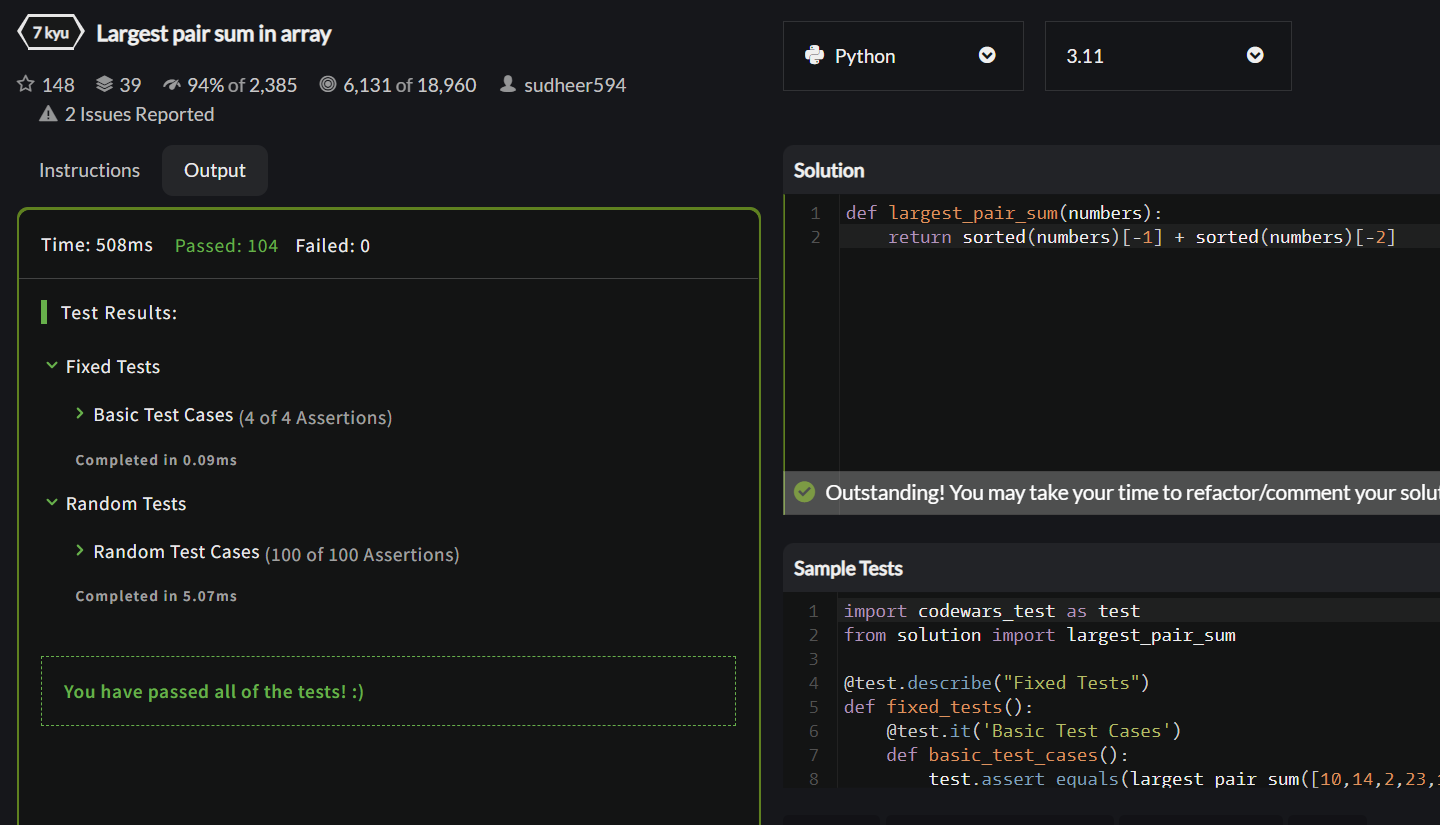 7 kyu Largest pair sum in array
148 39 94% of 2,385 6,131 of 18,960 sudheer594
2 Issues Reported
Instructions Output
Time: 508ms Passed: 104 Failed: 0
Test Results:
Fixed Tests
Basic Test Cases (4 of 4 Assertions)
Completed in 0.09ms
Random Tests
Random Test Cases (100 of 100 Assertions)
Completed in 5.07ms
You have passed all of the tests! :)
Python 3.11
Solution
1 def largest_pair_sum(numbers):
2 return sorted(numbers)[-1] + sorted(numbers)[-2]
Outstanding! You may take your time to refactor/comment your
Sample Tests
1 import codewars_test as test
2 from solution import largest_pair_sum
3
4 @test.describe("Fixed Tests")
5 def fixed_tests():
6 @test.it('Basic Test Cases')
7 def basic_test_cases():
8 test.assert_equals(largest_pair_sum([10,14,2,23,